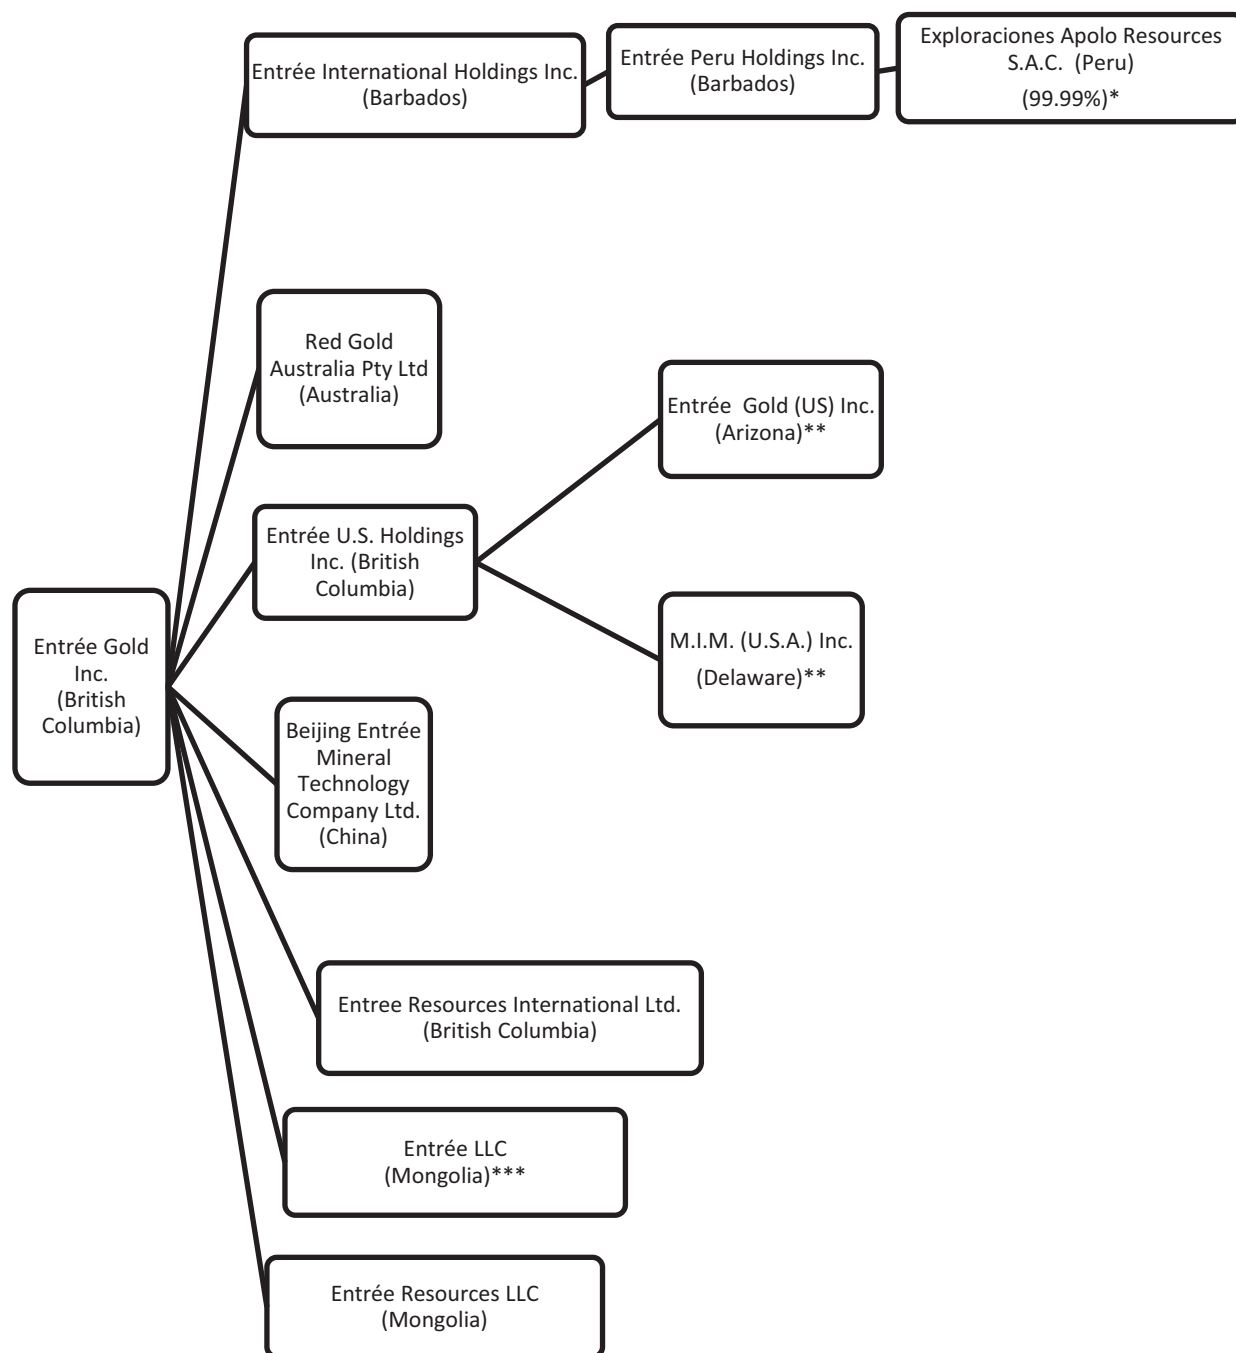 Entrée International Holdings Inc.
(Barbados)
Entrée Peru Holdings Inc.
(Barbados)
Exploraciones Apolo Resources
S.A.C.  (Peru)
(99.99%)*
Red Gold
Australia Pty Ltd
(Australia)
Entrée  Gold (US) Inc.
(Arizona)**
Entrée U.S. Holdings
Inc. (British
Columbia)
M.I.M. (U.S.A.) Inc.
(Delaware)**
Entrée Gold
Inc.
(British
Columbia)
Beijing Entrée
Mineral
Technology
Company Ltd.
(China)
Entree Resources International Ltd.
(British Columbia)
Entrée LLC
(Mongolia)***
Entrée Resources LLC
(Mongolia)